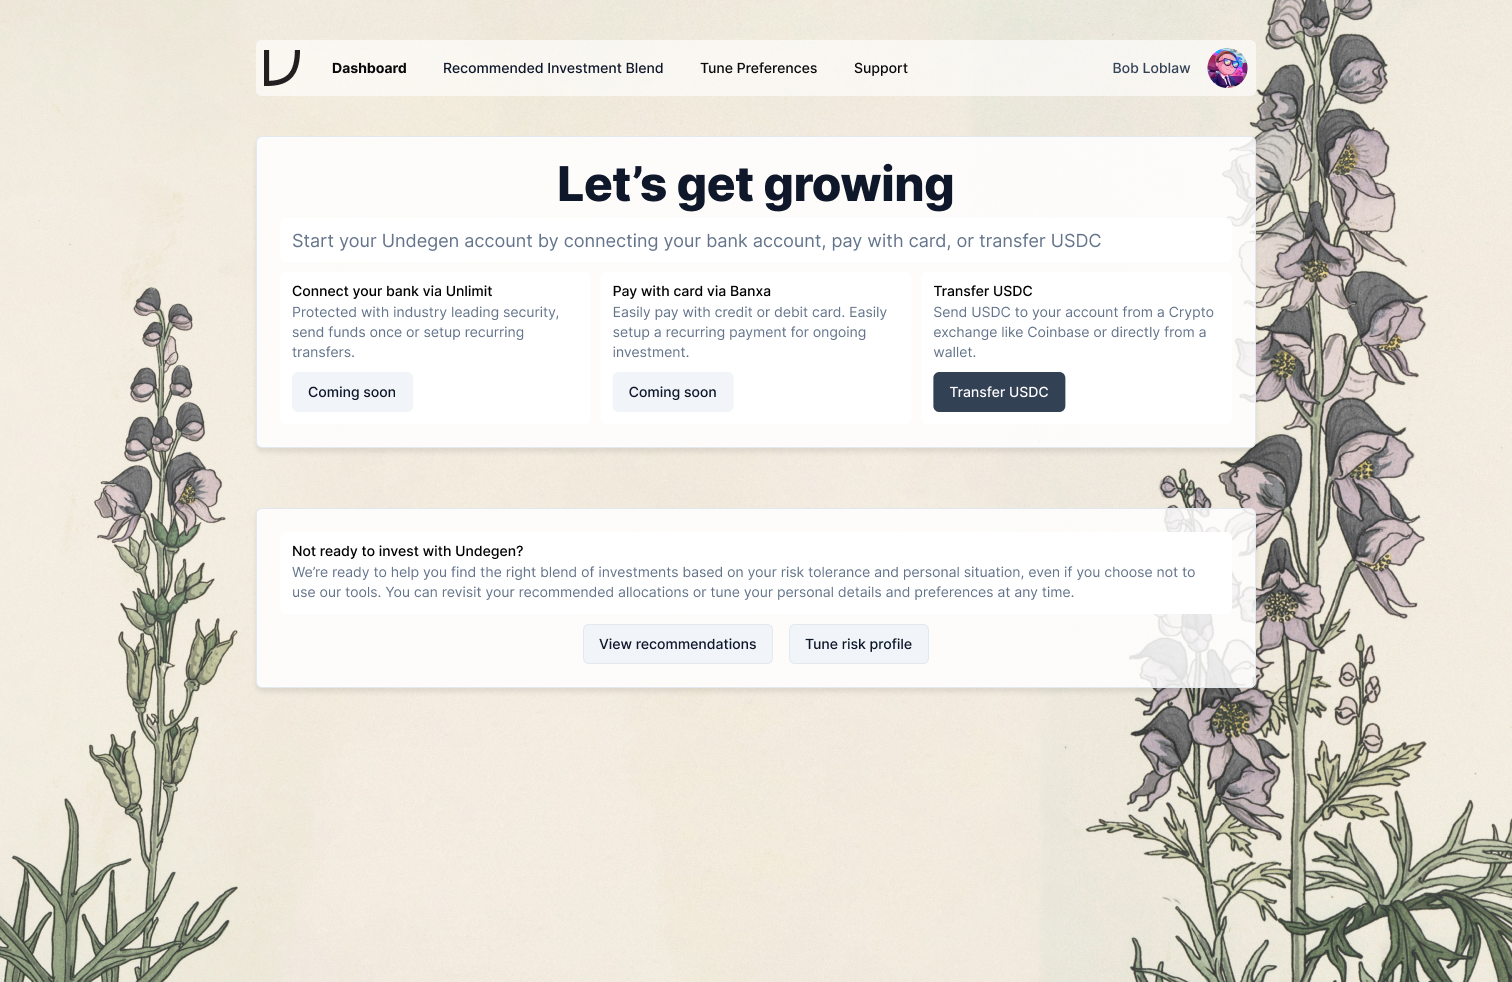 Dashboard
Recommended Investment Blend
Tune Preferences
Support
Bob Loblaw
Let’s get growing
Start your Undegen account by connecting your bank account, pay with card, or transfer USDC
Connect your bank via Unlimit
Protected with industry leading security,
send funds once or setup recurring
transfers.
Coming soon
Pay with card via Banxa
Easily pay with credit or debit card. Easily
setup a recurring payment for ongoing
investment.
Coming soon
Transfer USDC
Send USDC to your account from a Crypto
exchange like Coinbase or directly from a
wallet.
Transfer USDC
Not ready to invest with Undegen?
We’re ready to help you find the right blend of investments based on your risk tolerance and personal situation, even if you choose not to
use our tools. You can revisit your recommended allocations or tune your personal details and preferences at any time.
View recommendations
Tune risk profile